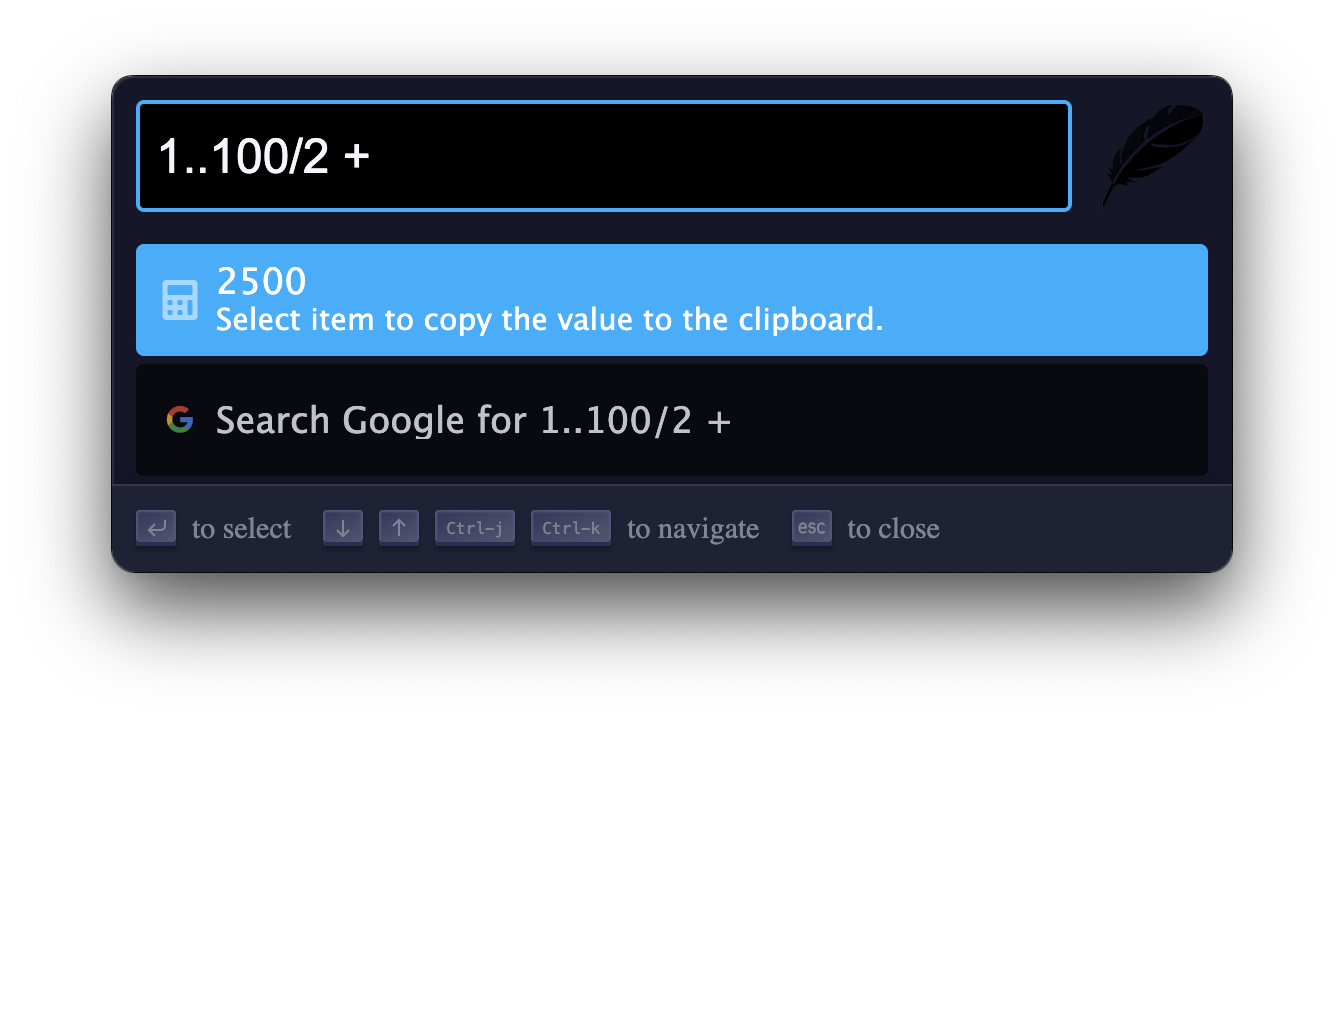 1..100/2 +
2500
Select item to copy the value to the clipboard.
Search Google for 1..100/2 +
to select Ctrl-j Ctrl-k to navigate esc to close